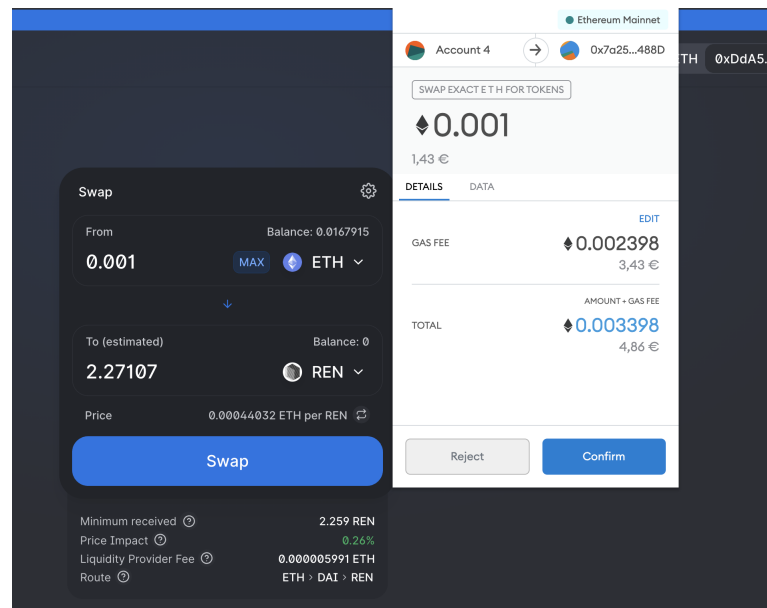 Ethereum Mainnet
Account 4
0x7a25...488D
TH 0xDdA5.
SWAP EXACT E T H FOR TOKENS
0.001
1,43 €
DETAILS DATA
EDIT
GAS FEE 0.002398
3,43 €
AMOUNT + GAS FEE
TOTAL 0.003398
4,86 €
Reject Confirm
Swap
From Balance: 0.0167915
0.001 MAX ETH
To (estimated) Balance: 0
2.27107 REN
Price 0.00044032 ETH per REN
Swap
Minimum received 2.259 REN
Price Impact 0.26%
Liquidity Provider Fee 0.000005991 ETH
Route ETH > DAI > REN